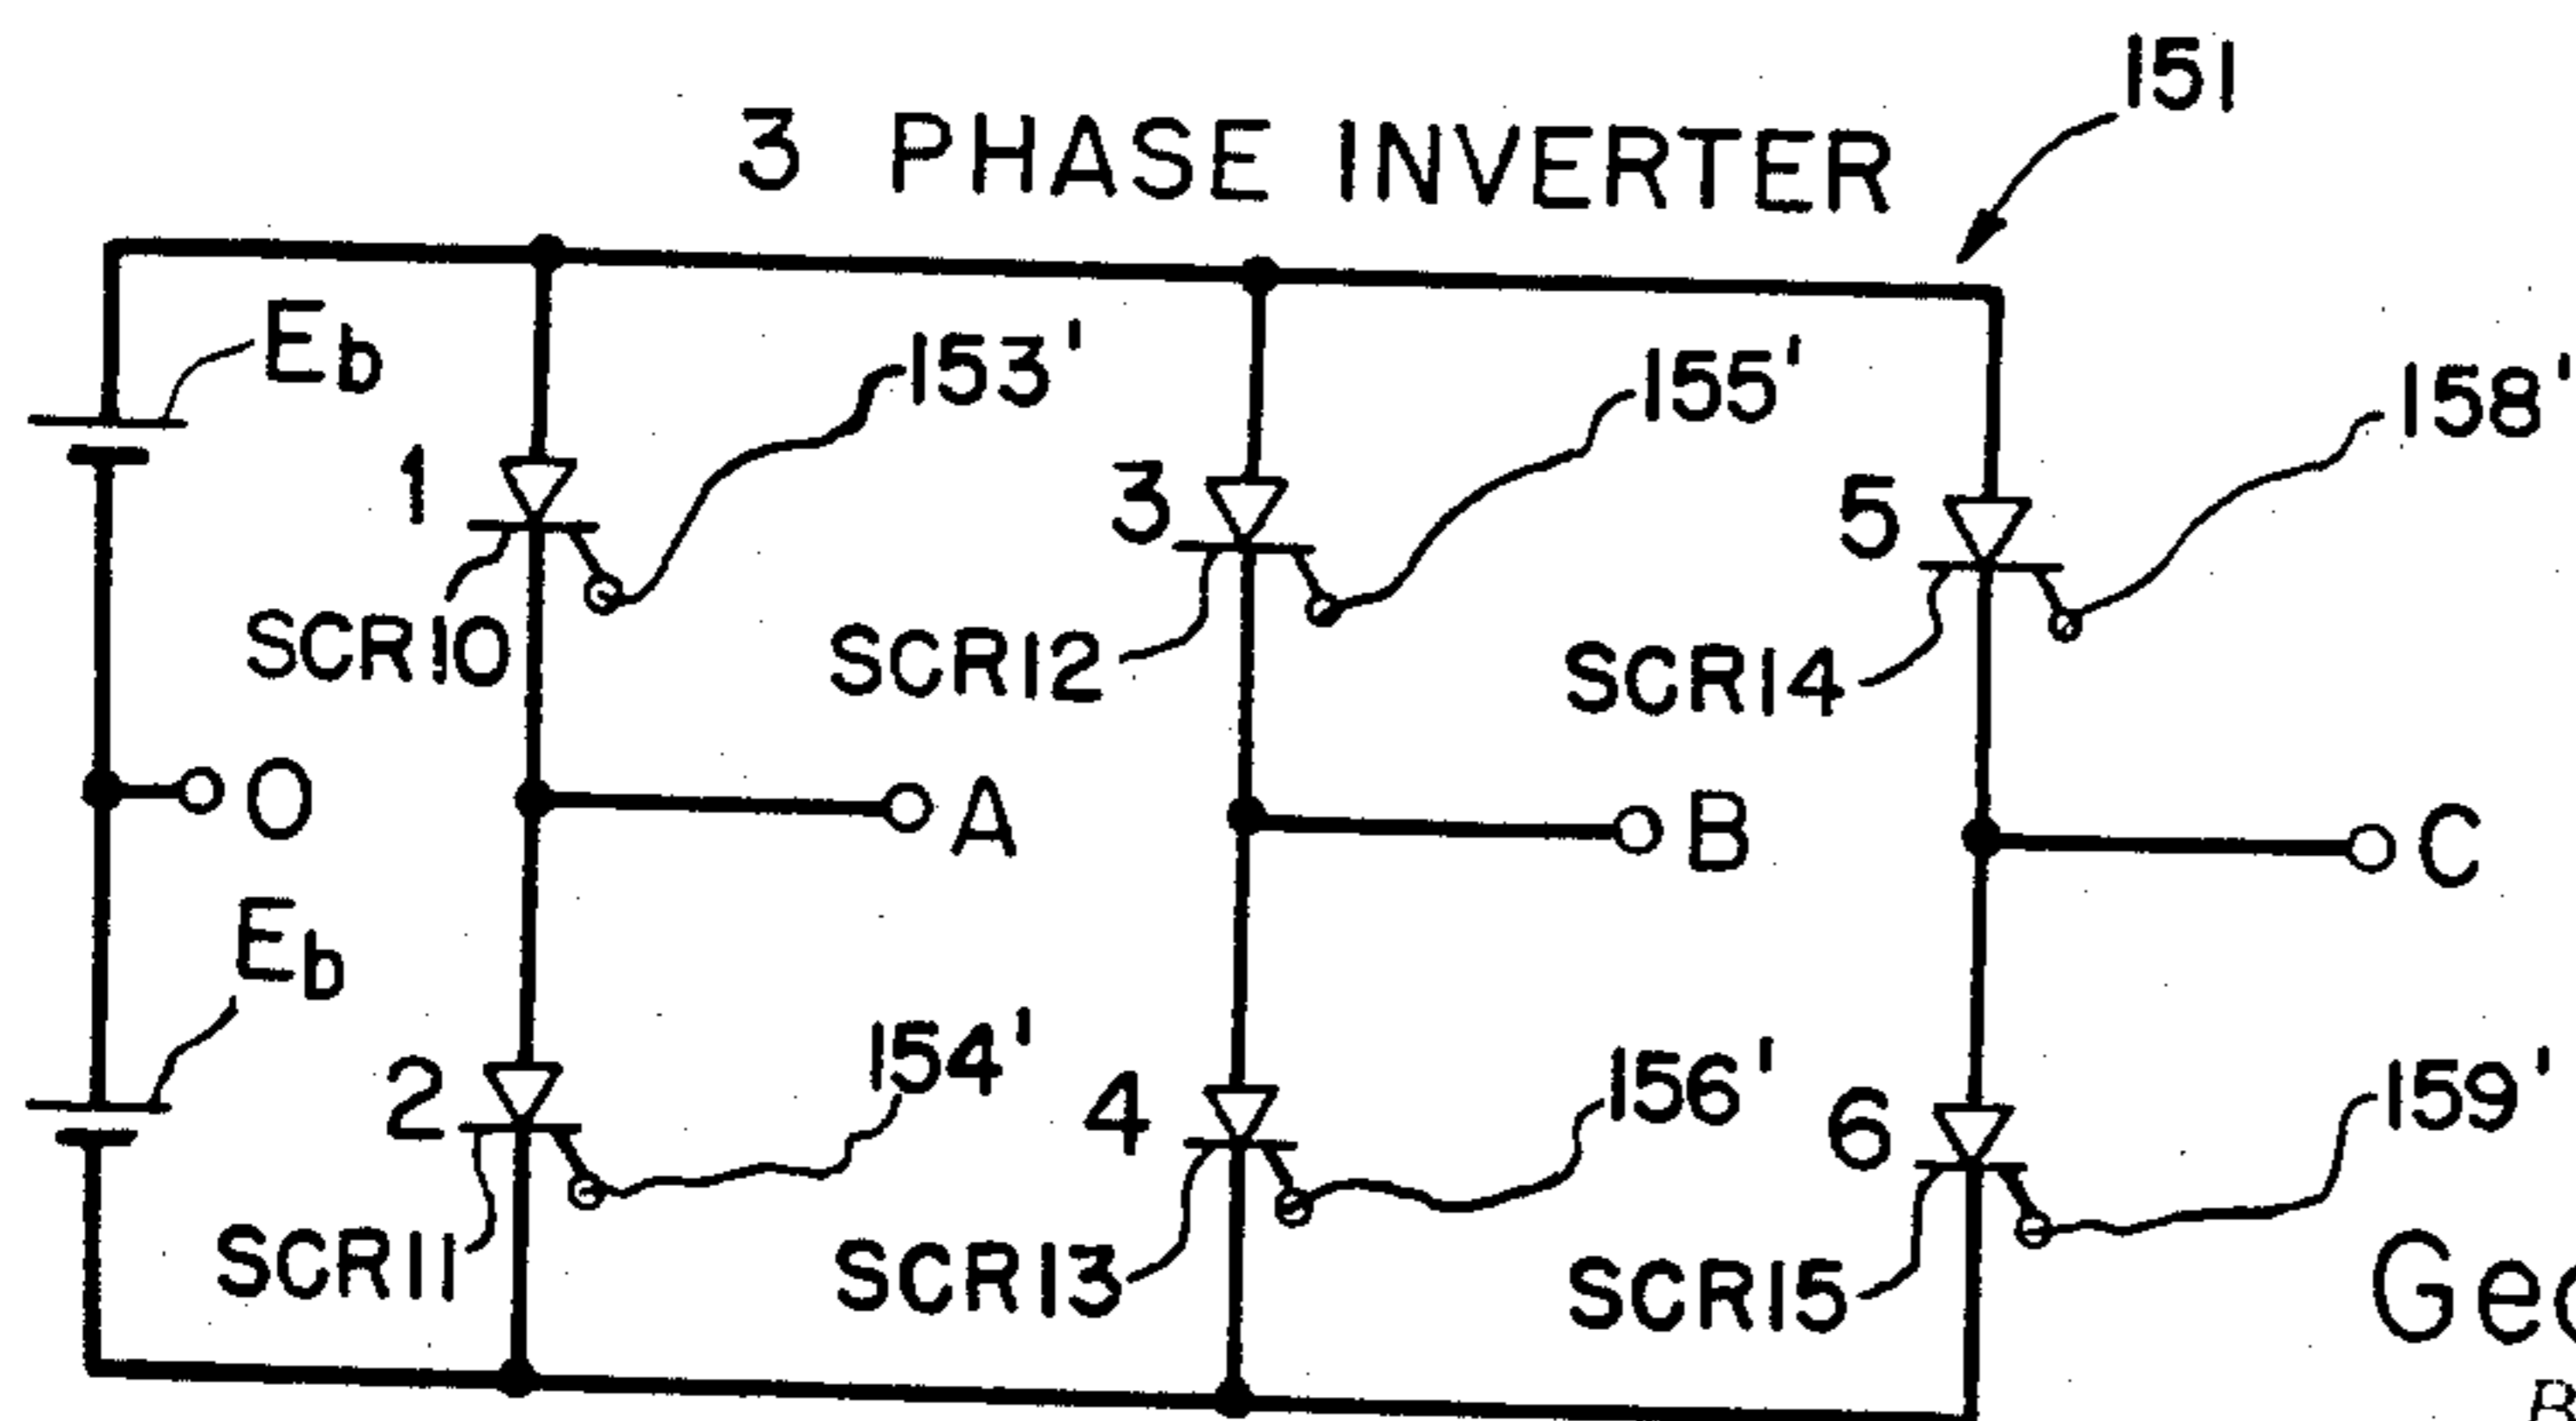 151
3 PHASE INVERTER
Eb
153'
155'
158'
1
3
5
SCR10
SCR12
SCR14
O
A
B
C
Eb
154'
156'
159'
2
4
6
SCR11
SCR13
SCR15